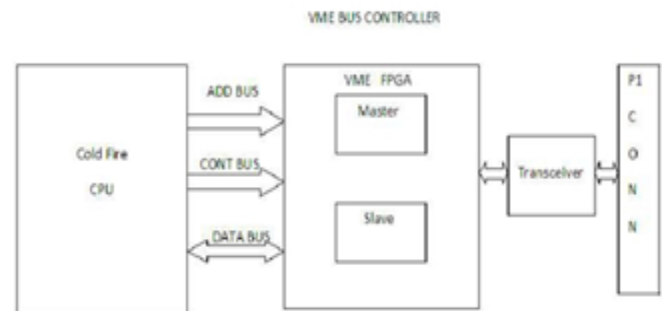 VME BUS CONTROLLER
Cold Fire
CPU
ADD BUS
CONT BUS
DATA BUS
VME FPGA
Master
Slave
Transceiver
P1
C
O
N
N